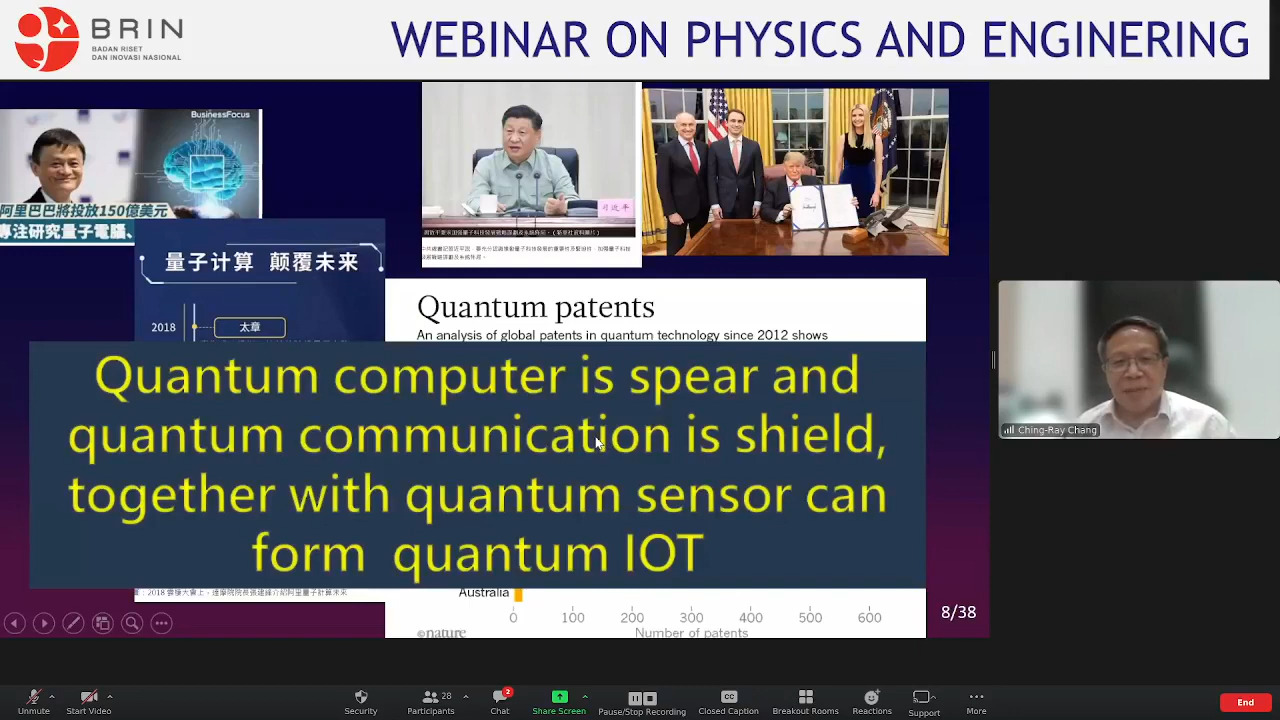 BRIN
BADAN RISET
DAN INOVASI NASIONAL
WEBINAR ON PHYSICS AND ENGINERING
BusinessFocus
阿里巴巴將投放150億美元
專注研究量子電腦、
习近平
量子计算 颠覆未来
2018
太章
Quantum patents
An analysis of global patents in quantum technology since 2012 shows
Quantum computer is spear and
quantum communication is shield,
together with quantum sensor can
form quantum IOT
Australia
0 100 200 300 400 500 600
©nature
Number of patents
8/38
Ching-Ray Chang
Unmute
Start Video
Security
28
Participants
2
Chat
Share Screen
Pause/Stop Recording
CC
Closed Caption
Breakout Rooms
Reactions
Support
More
End